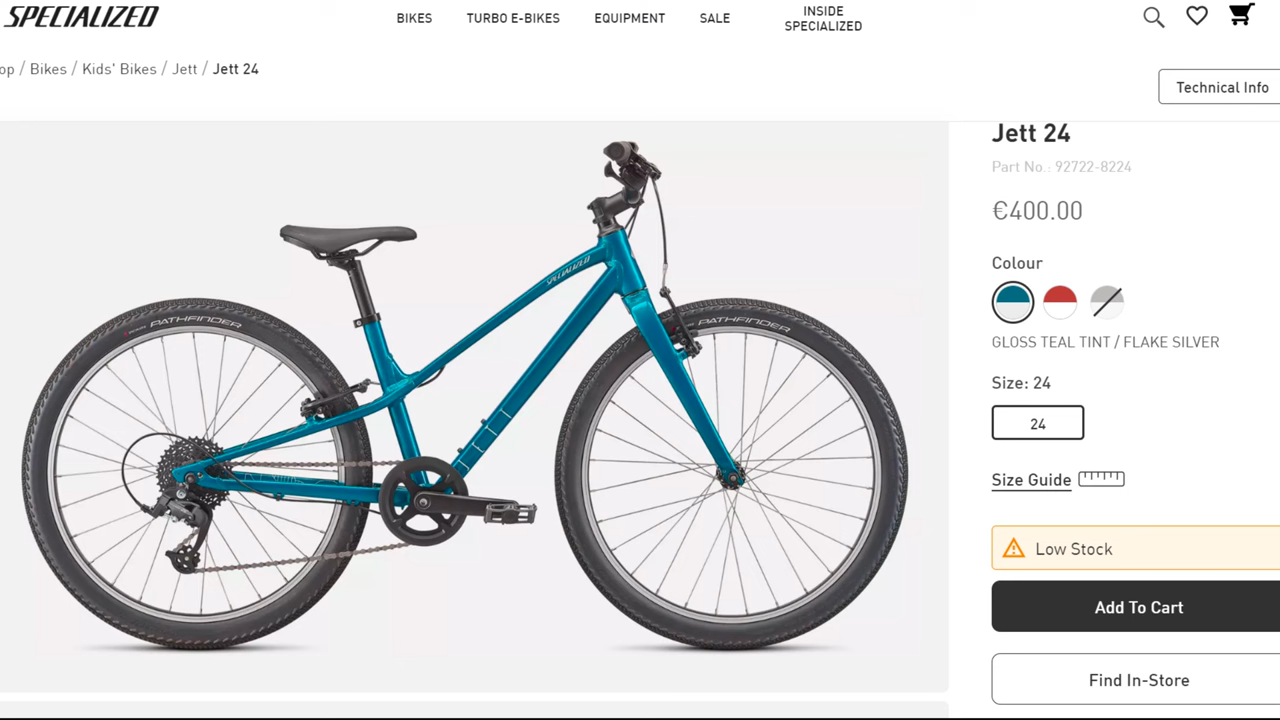 SPECIALIZED
BIKES
TURBO E-BIKES
EQUIPMENT
SALE
INSIDE
SPECIALIZED
op / Bikes / Kids' Bikes / Jett / Jett 24
Technical Info
Jett 24
Part No.: 92722-8224
€400.00
Colour
GLOSS TEAL TINT / FLAKE SILVER
Size: 24
24
Size Guide
Low Stock
Add To Cart
Find In-Store
SPECIALIZED
PATHFINDER
PATHFINDER